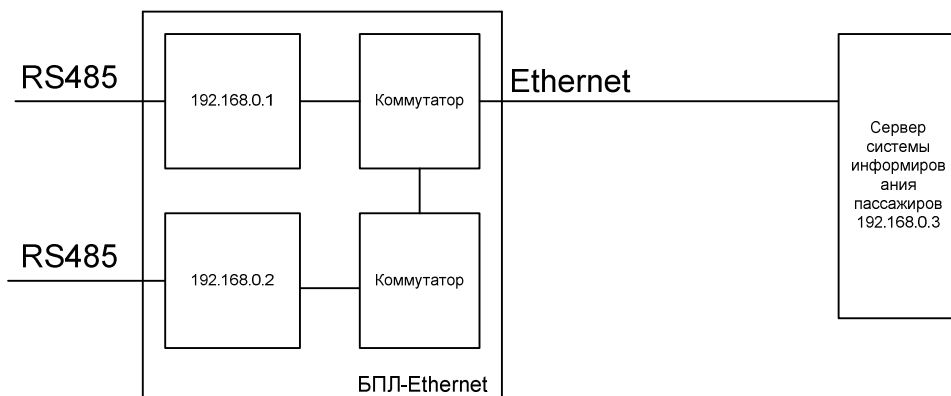 RS485
192.168.0.1
Коммутатор
Ethernet
Сервер
системы
информиров
ания
пассажиров
192.168.0.3
RS485
192.168.0.2
Коммутатор
БПЛ-Ethernet